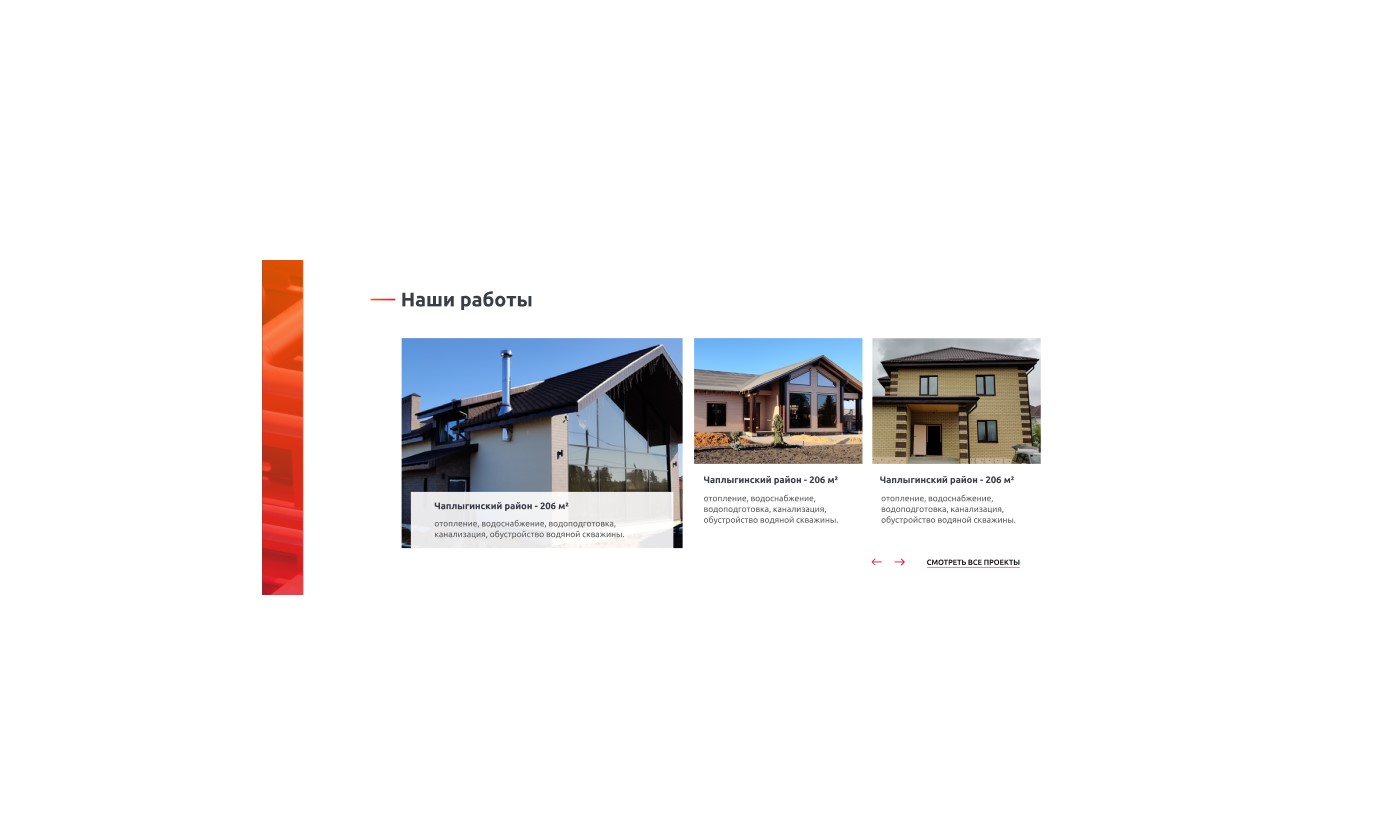 Наши работы
Чаплыгинский район - 206 м²
отопление, водоснабжение, водоподготовка,
канализация, обустройство водяной скважины.
Чаплыгинский район - 206 м²
отопление, водоснабжение,
водоподготовка, канализация,
обустройство водяной скважины.
Чаплыгинский район - 206 м²
отопление, водоснабжение,
водоподготовка, канализация,
обустройство водяной скважины.
СМОТРЕТЬ ВСЕ ПРОЕКТЫ